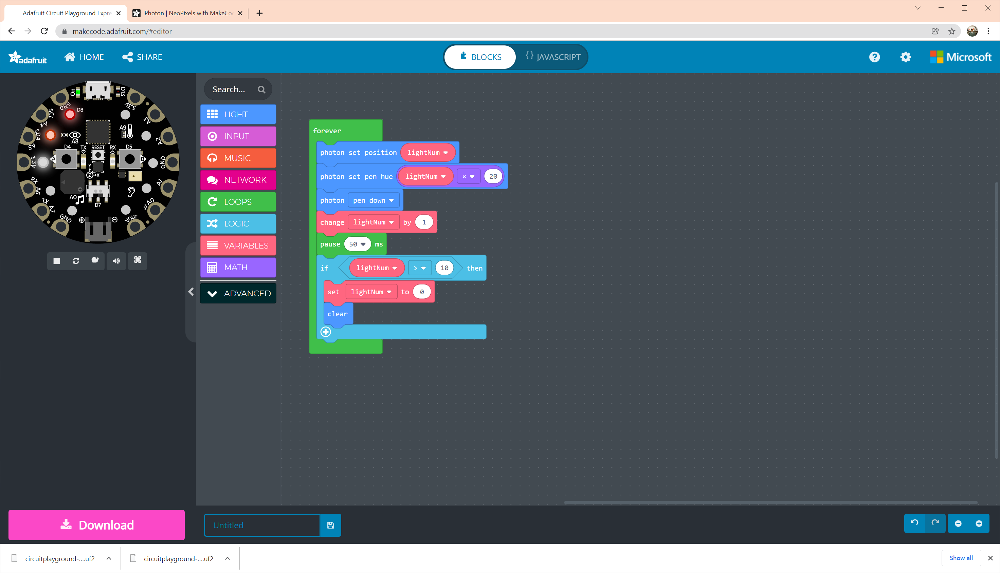 Adafruit Circuit Playground Expre
Photon | NeoPixels with MakeCo
makecode.adafruit.com/#editor
adafruit
HOME
SHARE
BLOCKS
{} JAVASCRIPT
Microsoft
On
D13
GND
D8
3.3V
SCL
A4
A3
SDA
A5
A8
A9
A2
D4
TX
RESET
RX
D5
3.3V
A
B
GND
Y
Z
X
RX
A6
A1
A0
D7
TX
A7
A0
GND
VOUT
Search...
LIGHT
INPUT
MUSIC
NETWORK
LOOPS
LOGIC
VARIABLES
MATH
ADVANCED
forever
photon set position lightNum
photon set pen hue lightNum × 20
photon pen down
change lightNum by 1
pause 50 ms
if lightNum > 10 then
set lightNum to 0
clear
Download
Untitled
circuitplayground-....uf2
circuitplayground-....uf2
Show all